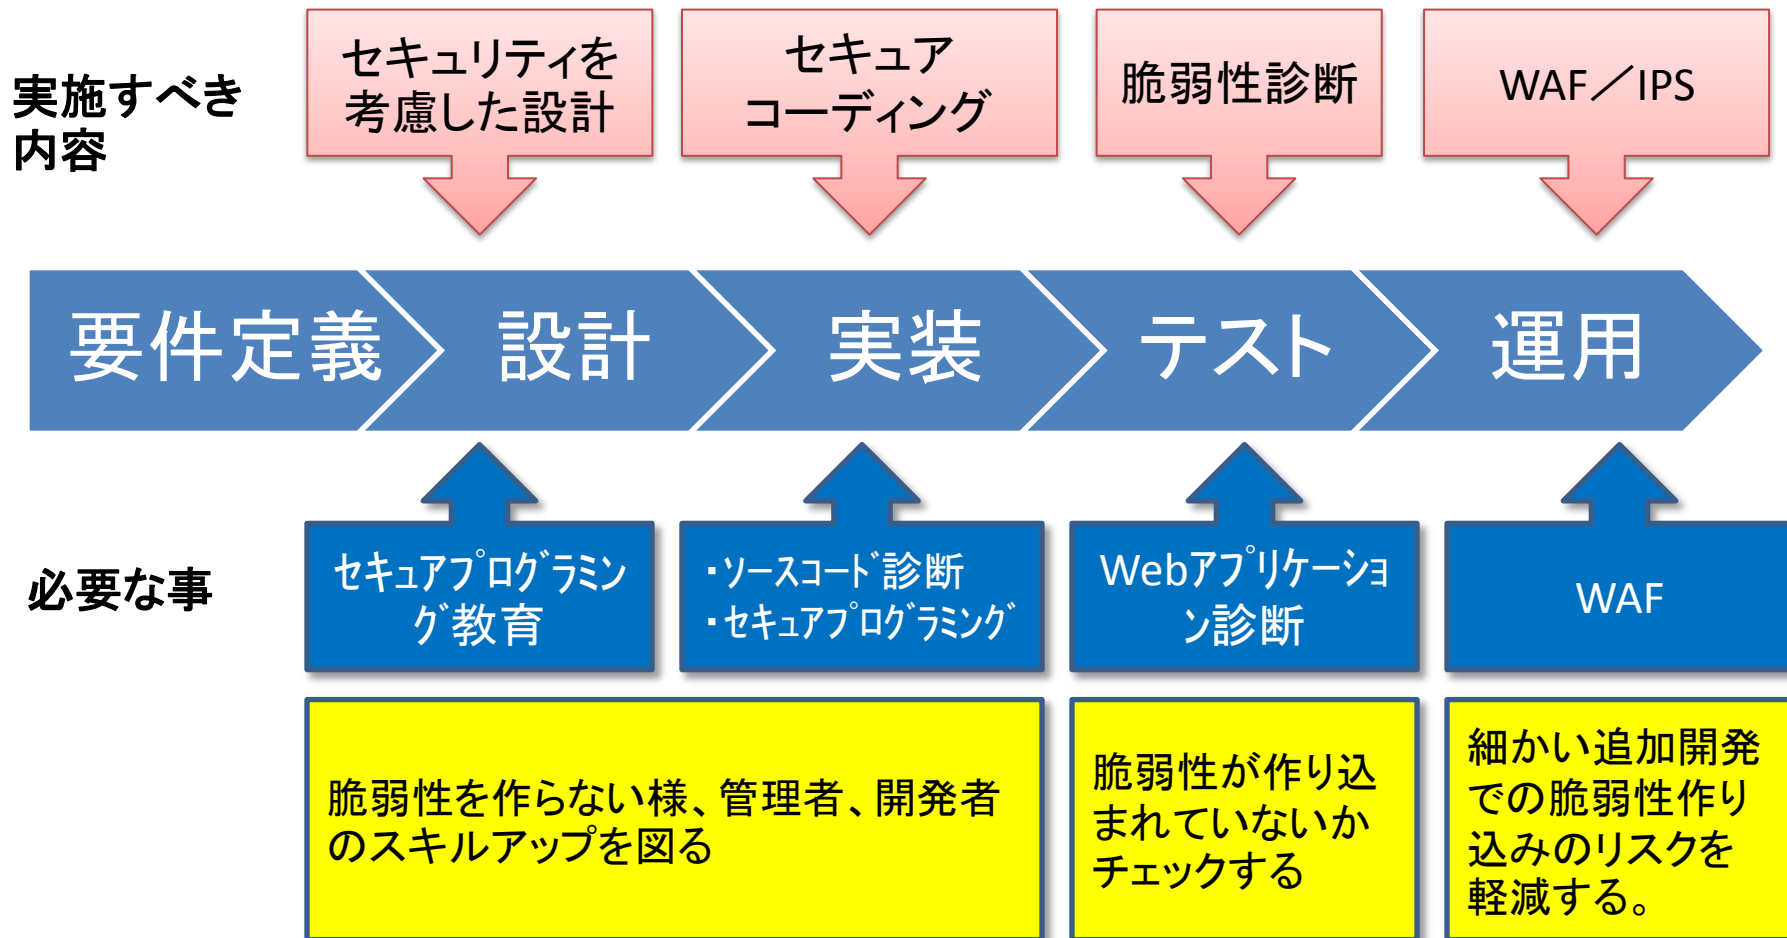 実施すべき
内容
セキュリティを
考慮した設計
セキュア
コーディング
脆弱性診断
WAF／IPS
要件定義
設計
実装
テスト
運用
必要な事
ｾｷｭｱﾌﾟﾛｸﾞﾗﾐﾝ
ｸﾞ教育
・ｿｰｽｺｰﾄﾞ診断
・ｾｷｭｱﾌﾟﾛｸﾞﾗﾐﾝｸﾞ
Webｱﾌﾟﾘｹｰｼｮ
ﾝ診断
WAF
脆弱性を作らない様、管理者、開発者
のスキルアップを図る
脆弱性が作り込
まれていないか
チェックする
細かい追加開発
での脆弱性作り
込みのリスクを
軽減する。